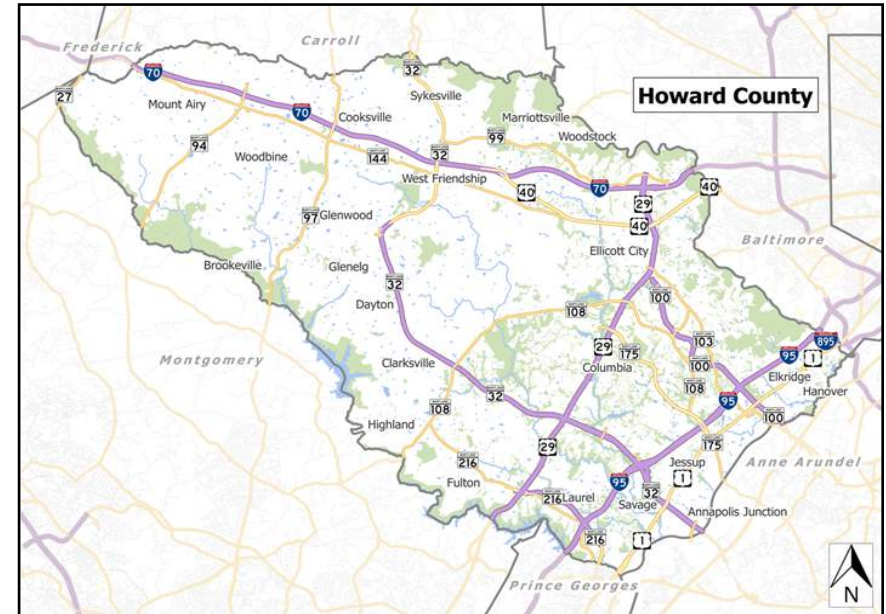 Howard County
Frederick
Carroll
Baltimore
Montgomery
Anne Arundel
Prince Georges
70
32
27
Mount Airy
70
Sykesville
Marriottsville
Cooksville
99
Woodstock
94
144
32
Woodbine
West Friendship
40
70
40
29
97
Glenwood
40
Ellicott City
Brookeville
Glenelg
32
100
Dayton
108
103
895
29
175
95
1
Clarksville
Columbia
100
Elkridge
32
108
Hanover
108
95
100
Highland
29
175
216
Jessup
Fulton
95
1
216
Laurel
32
Savage
Annapolis Junction
216
1
N